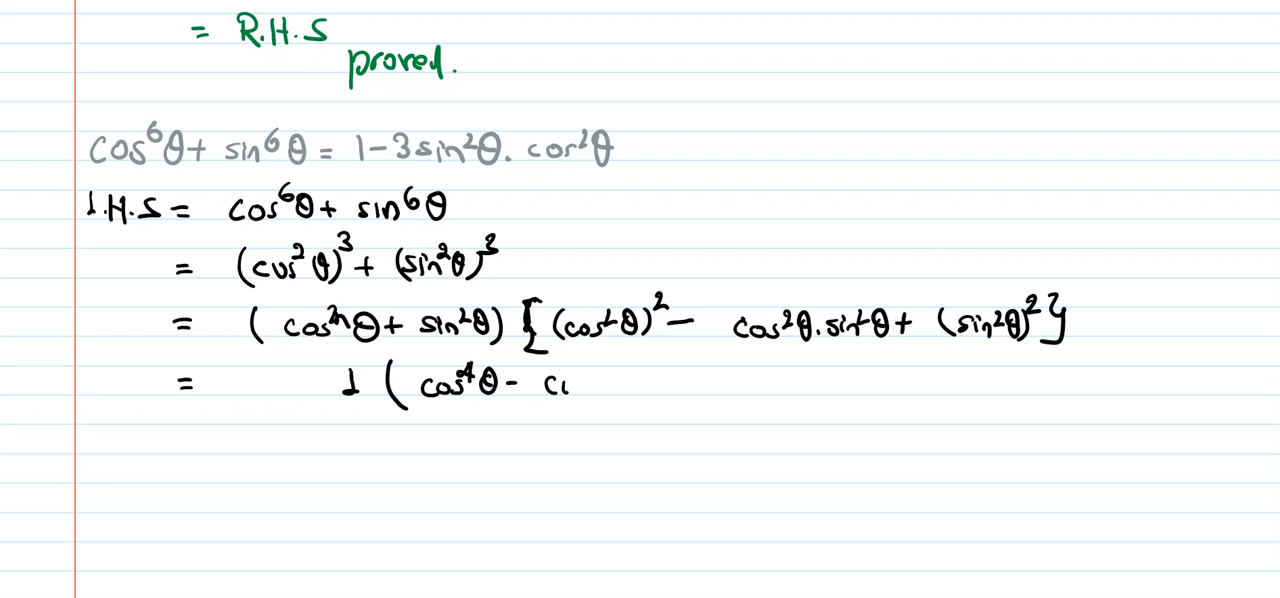 = R.H.S
proved.
cos⁶θ + sin⁶θ = 1 - 3sin²θ. cos²θ
L.H.S = cos⁶θ + sin⁶θ
= (cos²θ)³ + (sin²θ)³
= (cos²θ + sin²θ) [(cos²θ)² - cos²θ.sin²θ + (sin²θ)²}
= 1 ( cos⁴θ - co